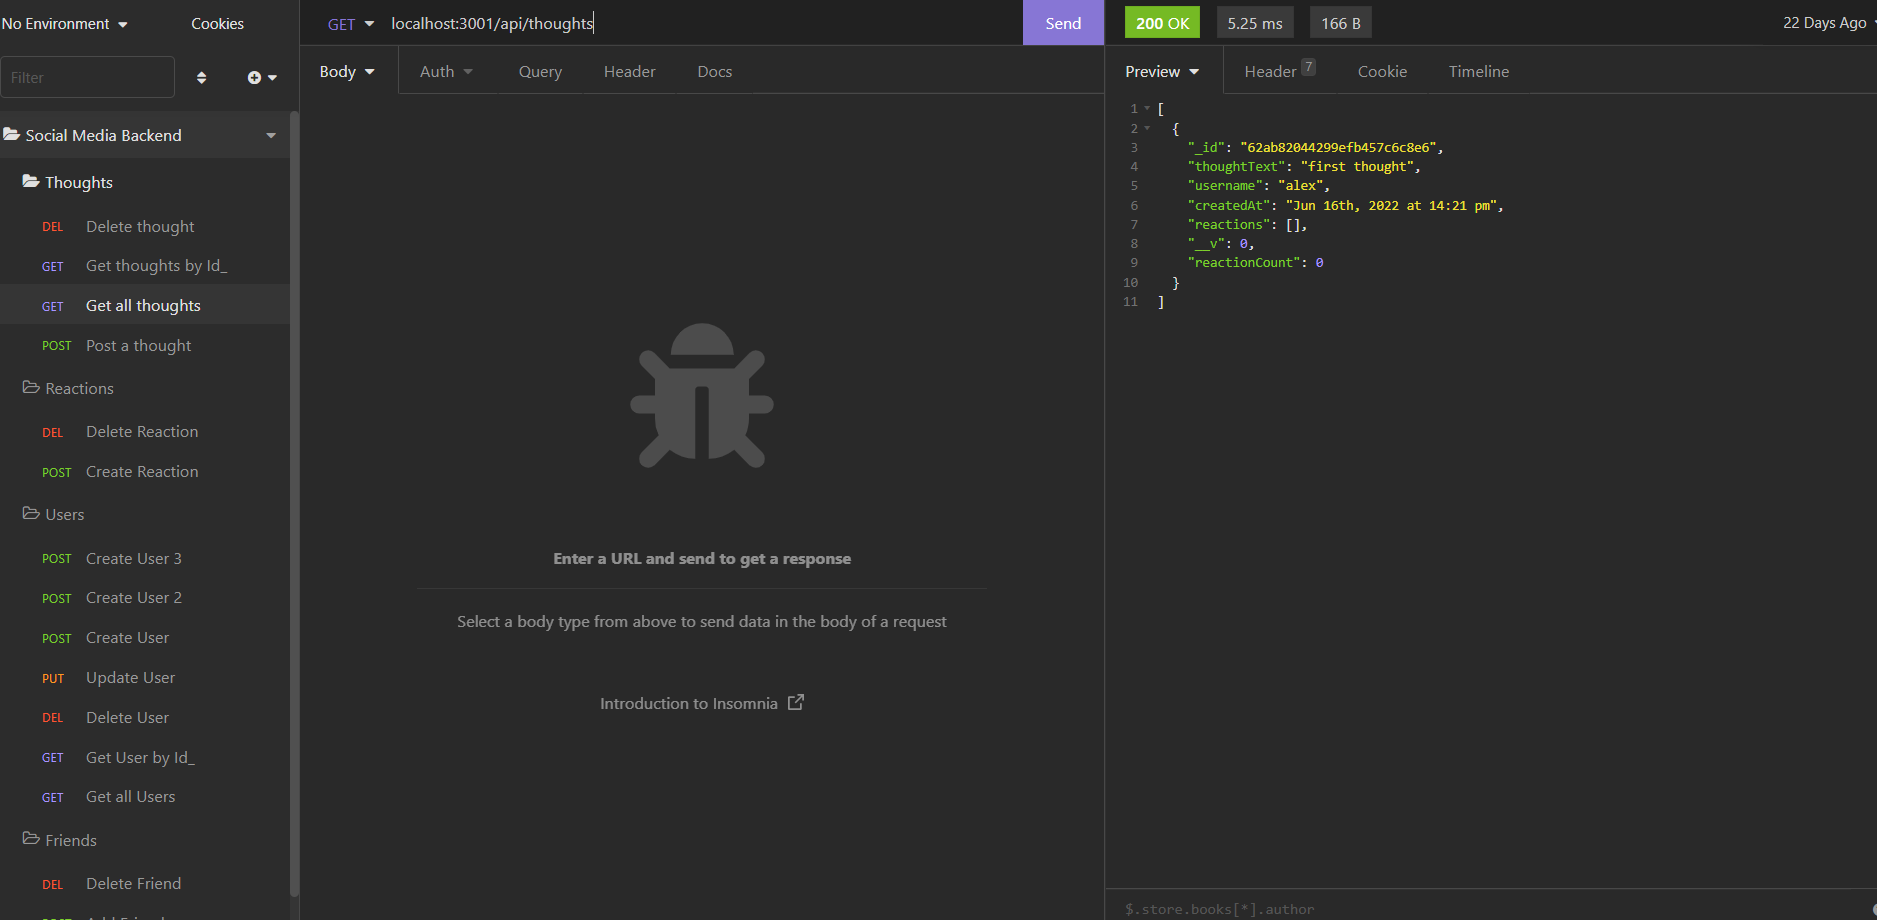 No Environment
Cookies
Filter
Social Media Backend
Thoughts
DEL Delete thought
GET Get thoughts by Id_
GET Get all thoughts
POST Post a thought
Reactions
DEL Delete Reaction
POST Create Reaction
Users
POST Create User 3
POST Create User 2
POST Create User
PUT Update User
DEL Delete User
GET Get User by Id_
GET Get all Users
Friends
DEL Delete Friend
GET localhost:3001/api/thoughts
Send
Body Auth Query Header Docs
Enter a URL and send to get a response
Select a body type from above to send data in the body of a request
Introduction to Insomnia
200 OK 5.25 ms 166 B
22 Days Ago
Preview Header 7 Cookie Timeline
1 [
2 {
3 "_id": "62ab82044299efb457c6c8e6",
4 "thoughtText": "first thought",
5 "username": "alex",
6 "createdAt": "Jun 16th, 2022 at 14:21 pm",
7 "reactions": [],
8 "__v": 0,
9 "reactionCount": 0
10 }
11 ]
$.store.books[*].author